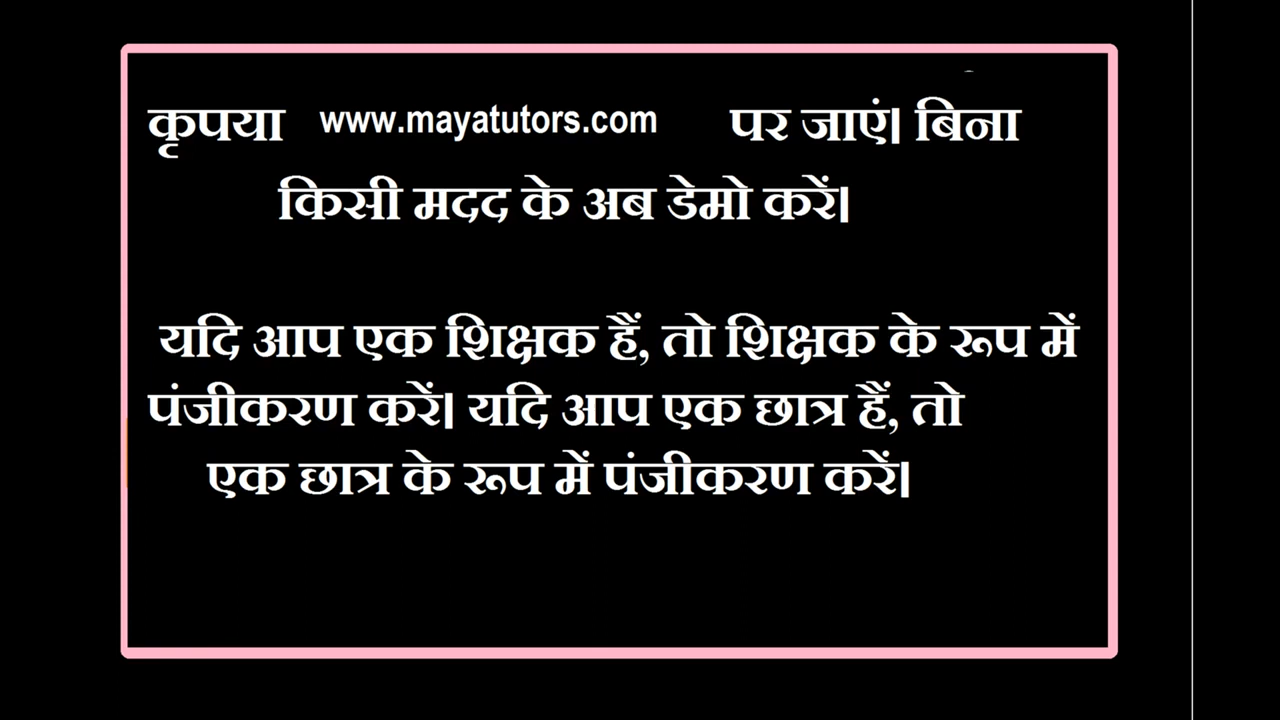 कृपया www.mayatutors.com पर जाएं। बिना
किसी मदद के अब डेमो करें।
यदि आप एक शिक्षक हैं, तो शिक्षक के रूप में
पंजीकरण करें। यदि आप एक छात्र हैं, तो
एक छात्र के रूप में पंजीकरण करें।